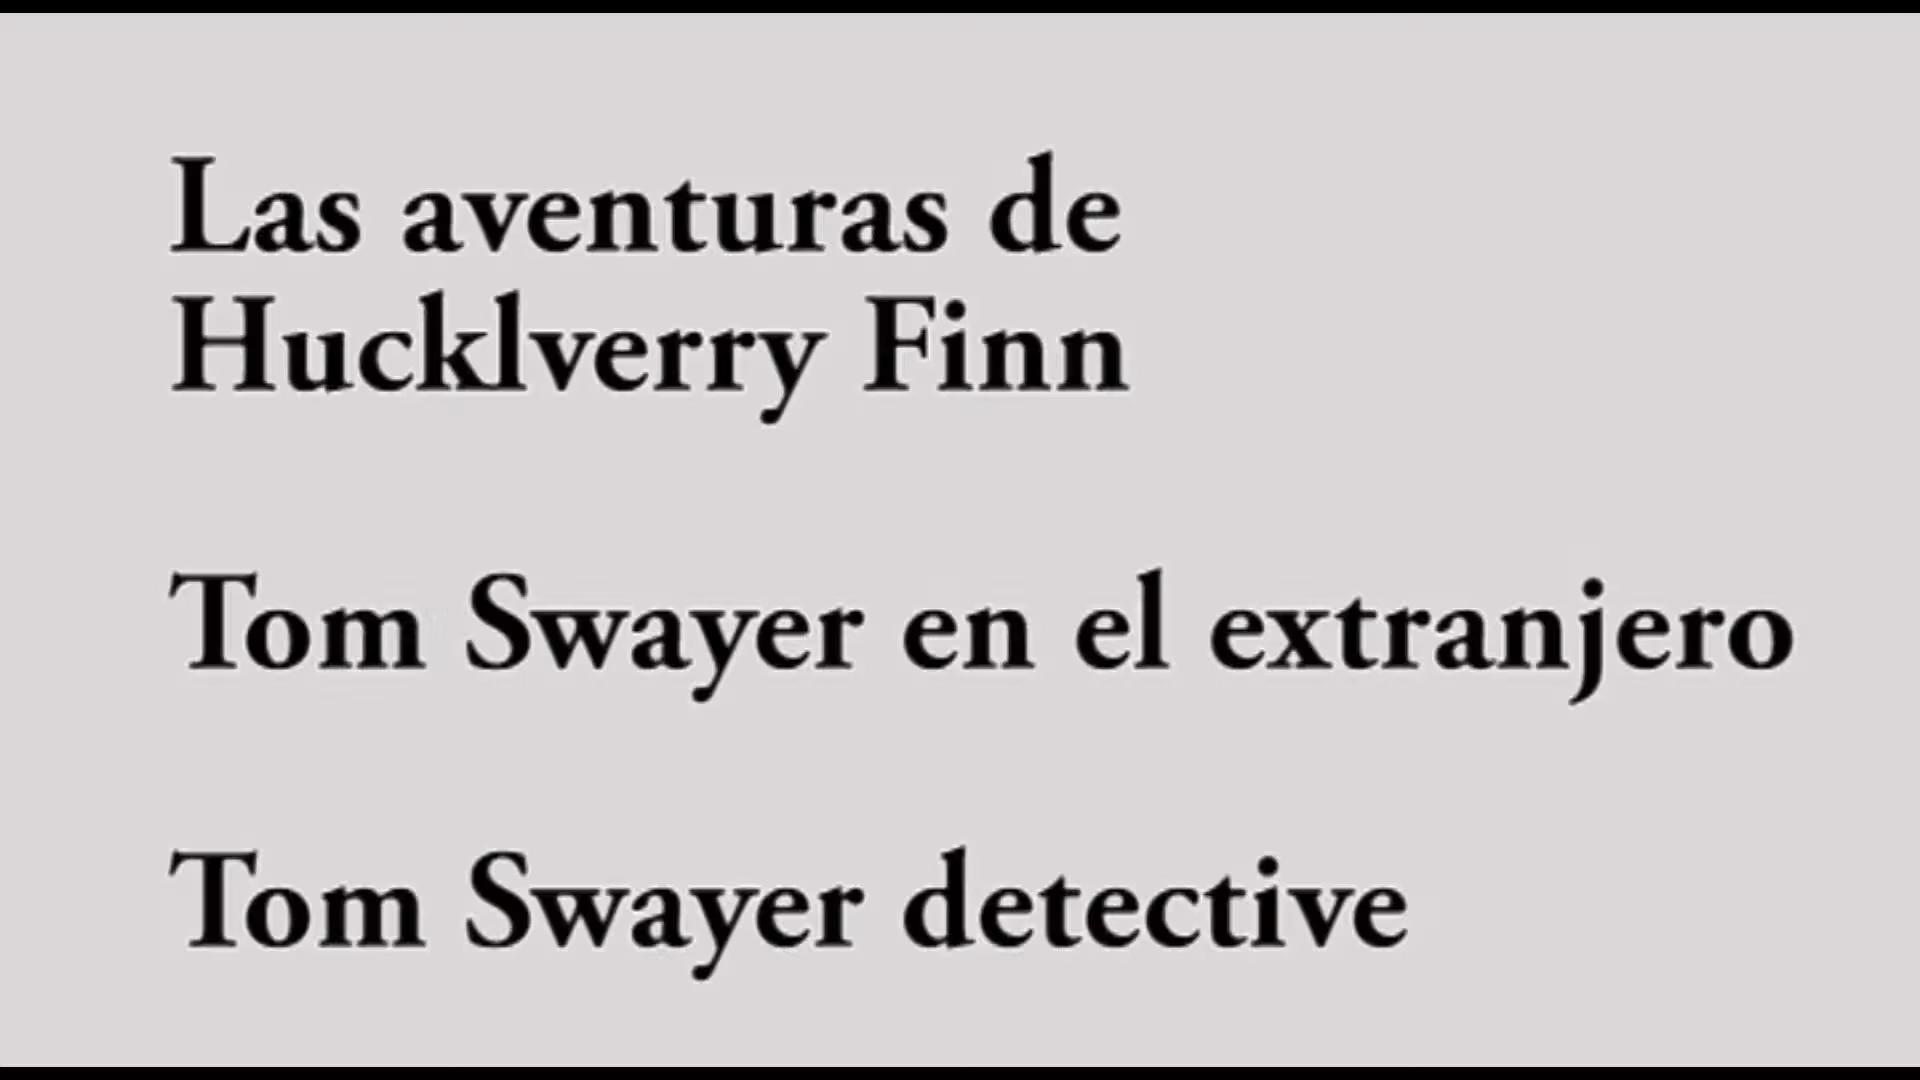 Las aventuras de
Hucklverry Finn
Tom Swayer en el extranjero
Tom Swayer detective